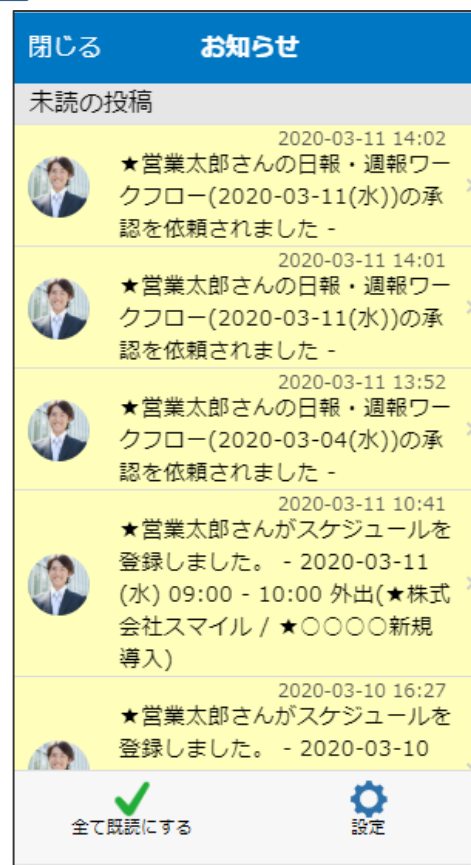 閉じる お知らせ
未読の投稿
2020-03-11 14:02
★営業太郎さんの日報・週報ワー
クフロー(2020-03-11(水))の承
認を依頼されました -
2020-03-11 14:01
★営業太郎さんの日報・週報ワー
クフロー(2020-03-11(水))の承
認を依頼されました -
2020-03-11 13:52
★営業太郎さんの日報・週報ワー
クフロー(2020-03-04(水))の承
認を依頼されました -
2020-03-11 10:41
★営業太郎さんがスケジュールを
登録しました。 - 2020-03-11
(水) 09:00 - 10:00 外出(★株式
会社スマイル / ★〇〇〇〇新規
導入)
2020-03-10 16:27
★営業太郎さんがスケジュールを
登録しました。 - 2020-03-10
全て既読にする 設定